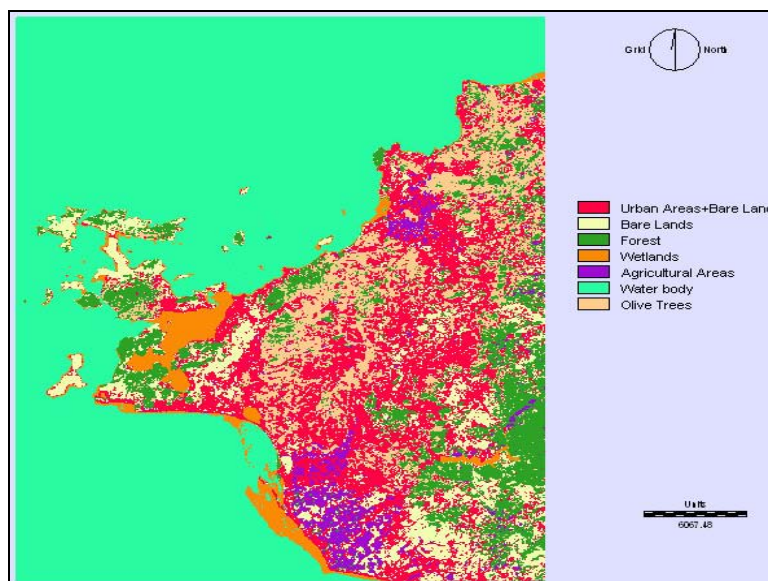 Grid North
Urban Areas+Bare Land
Bare Lands
Forest
Wetlands
Agricultural Areas
Water body
Olive Trees
Units
6067.48